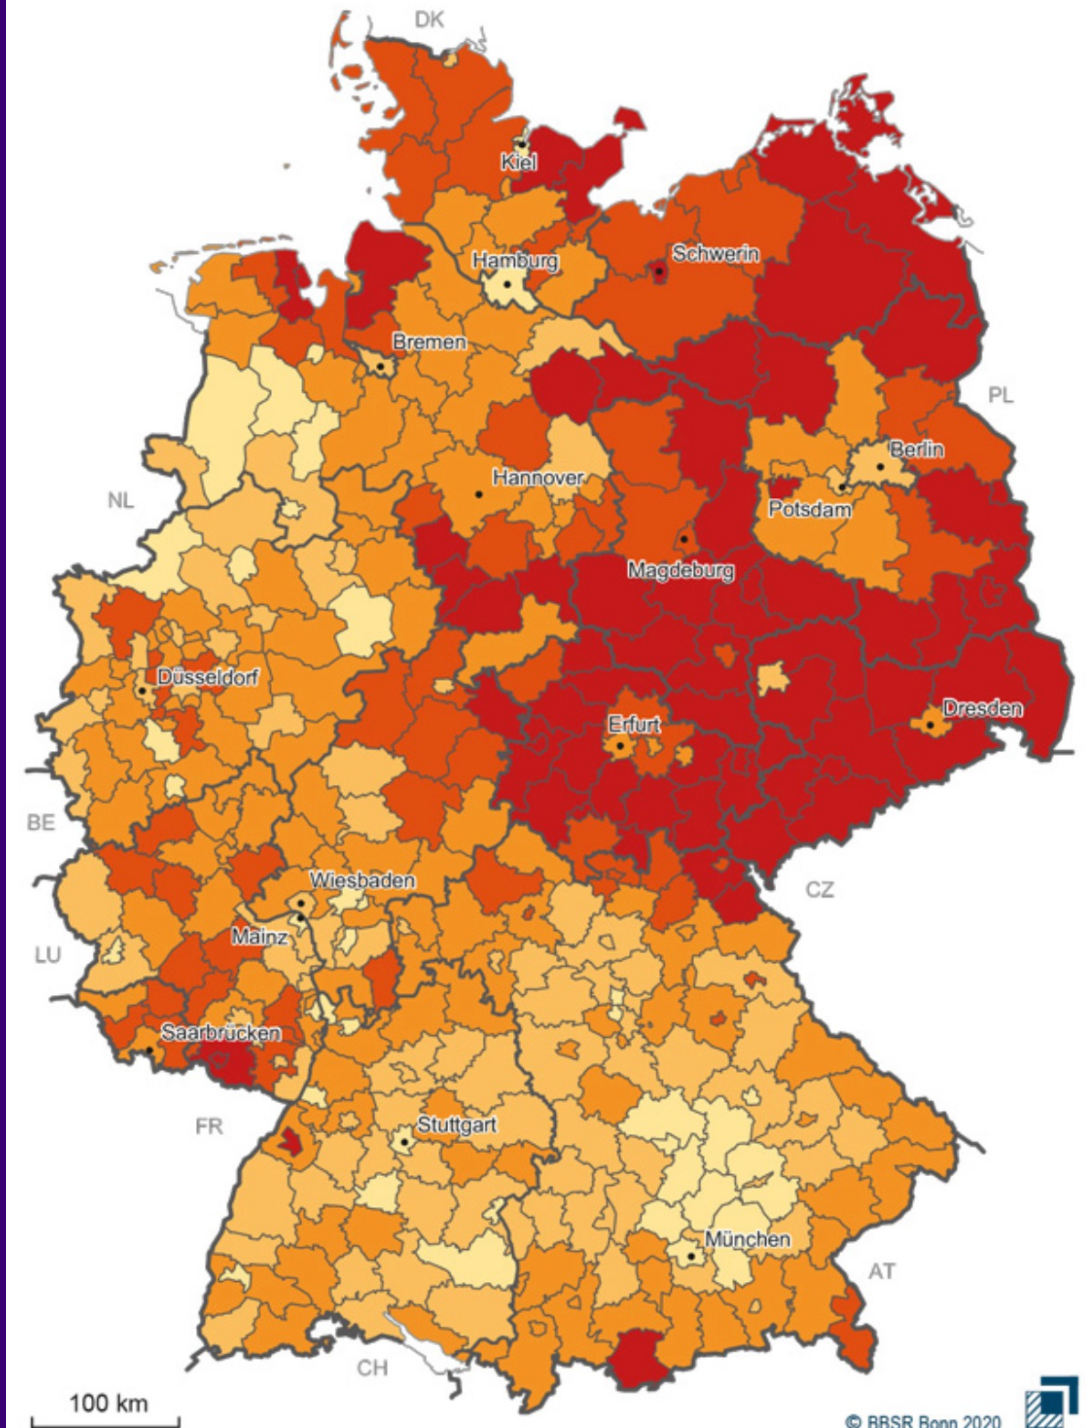 DK
Kiel
Hamburg
Schwerin
Bremen
PL
Berlin
Hannover
NL
Potsdam
Magdeburg
Düsseldorf
Dresden
Erfurt
BE
Wiesbaden
CZ
Mainz
LU
Saarbrücken
FR
Stuttgart
München
AT
CH
100 km
© BBSR Bonn 2020